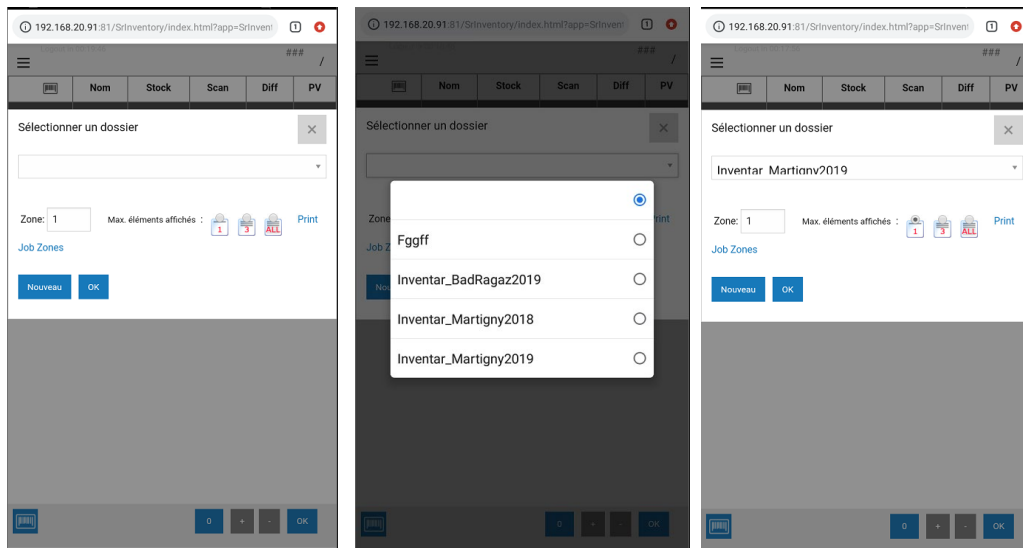 192.168.20.91:81/SrInventory/index.html?app=SrInvent
1
###
/
Nom Stock Scan Diff PV
Sélectionner un dossier
×
Zone: 1 Max. éléments affichés : 1 3 ALL Print
Job Zones
Nouveau OK
0 + - OK
192.168.20.91:81/SrInventory/index.html?app=SrInvent
1
###
/
Nom Stock Scan Diff PV
Sélectionner un dossier
×
Fggff
Inventar_BadRagaz2019
Inventar_Martigny2018
Inventar_Martigny2019
0 + - OK
192.168.20.91:81/SrInventory/index.html?app=SrInvent
1
###
/
Nom Stock Scan Diff PV
Sélectionner un dossier
×
Inventar_Martigny2019
Zone: 1 Max. éléments affichés : 1 3 ALL Print
Job Zones
Nouveau OK
0 + - OK